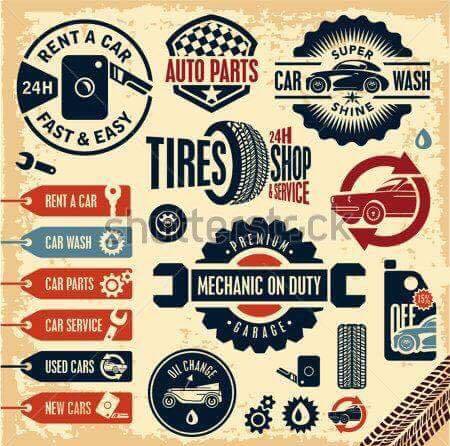 RENT A CAR
24H
FAST & EASY
AUTO PARTS
SUPER
CAR WASH
SHINE
TIRES
24H
SHOP
& SERVICE
RENT A CAR
CAR WASH
CAR PARTS
CAR SERVICE
USED CARS
NEW CARS
PREMIUM
MECHANIC ON DUTY
GARAGE
15%
OFF
OIL CHANGE
shutterstock